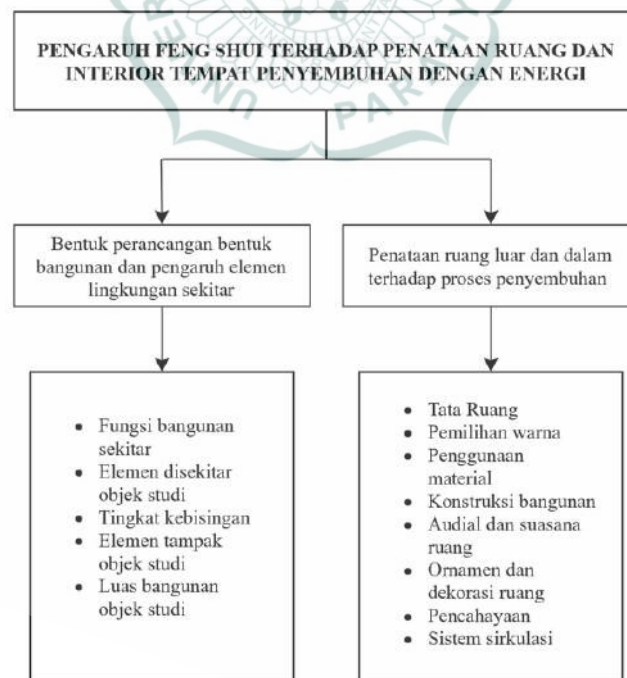 PENGARUH FENG SHUI TERHADAP PENATAAN RUANG DAN
INTERIOR TEMPAT PENYEMBUHAN DENGAN ENERGI
Bentuk perancangan bentuk
bangunan dan pengaruh elemen
lingkungan sekitar
Penataan ruang luar dan dalam
terhadap proses penyembuhan
• Fungsi bangunan
sekitar
• Elemen disekitar
objek studi
• Tingkat kebisingan
• Elemen tampak
objek studi
• Luas bangunan
objek studi
• Tata Ruang
• Pemilihan warna
• Penggunaan
material
• Konstruksi bangunan
• Audial dan suasana
ruang
• Ornamen dan
dekorasi ruang
• Pencahayaan
• Sistem sirkulasi